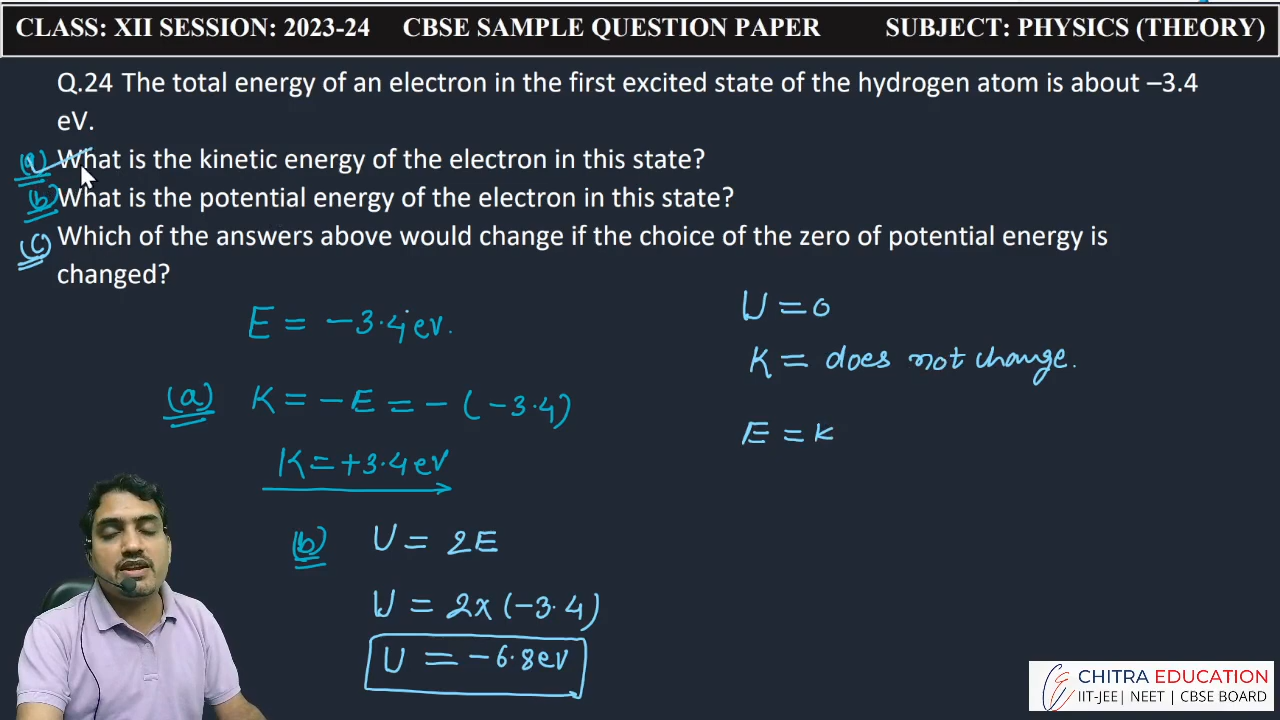 CLASS: XII SESSION: 2023-24 CBSE SAMPLE QUESTION PAPER SUBJECT: PHYSICS (THEORY)
Q.24 The total energy of an electron in the first excited state of the hydrogen atom is about –3.4
eV.
(a) What is the kinetic energy of the electron in this state?
(b) What is the potential energy of the electron in this state?
(c) Which of the answers above would change if the choice of the zero of potential energy is
changed?
E = -3.4 ev.
(a) K = -E = -(-3.4)
K = +3.4 ev
(b) U = 2E
U = 2x(-3.4)
U = -6.8 ev
U = 0
K = does not change.
E = K
CHITRA EDUCATION
IIT-JEE| NEET | CBSE BOARD